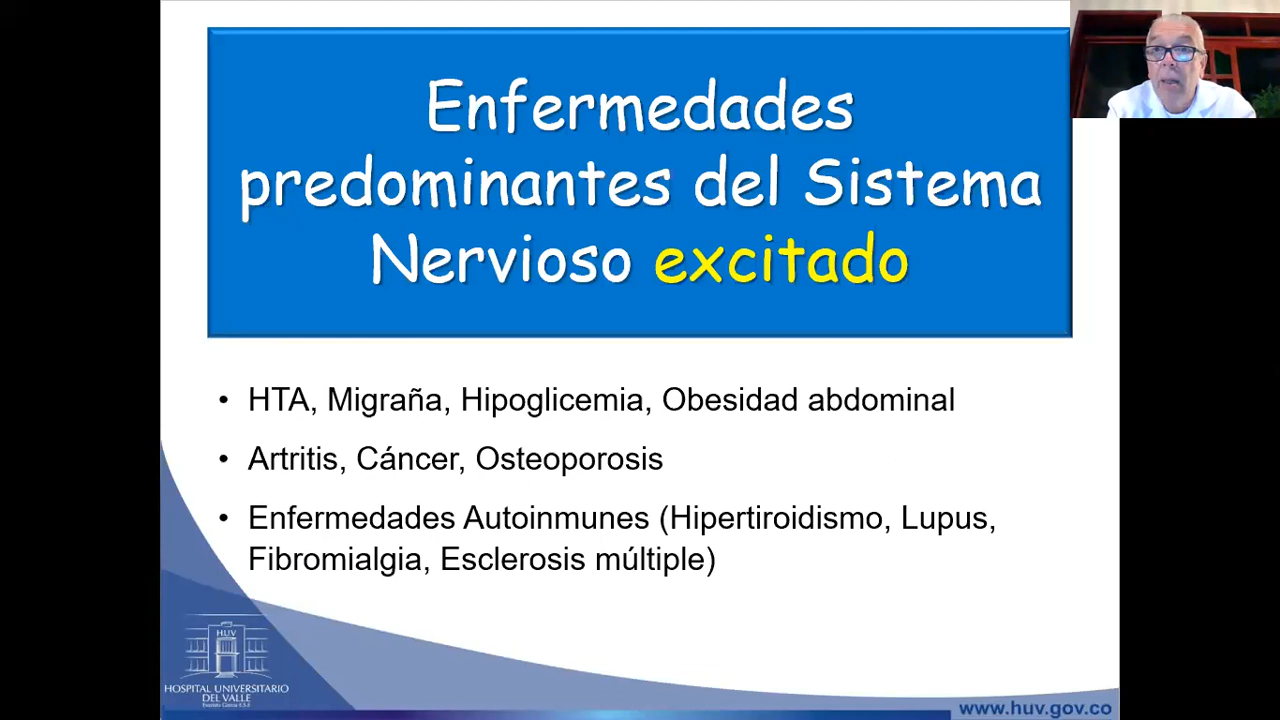 Enfermedades
predominantes del Sistema
Nervioso excitado
• HTA, Migraña, Hipoglicemia, Obesidad abdominal
• Artritis, Cáncer, Osteoporosis
• Enfermedades Autoinmunes (Hipertiroidismo, Lupus,
Fibromialgia, Esclerosis múltiple)
HUV
HOSPITAL UNIVERSITARIO
DEL VALLE
www.huv.gov.co